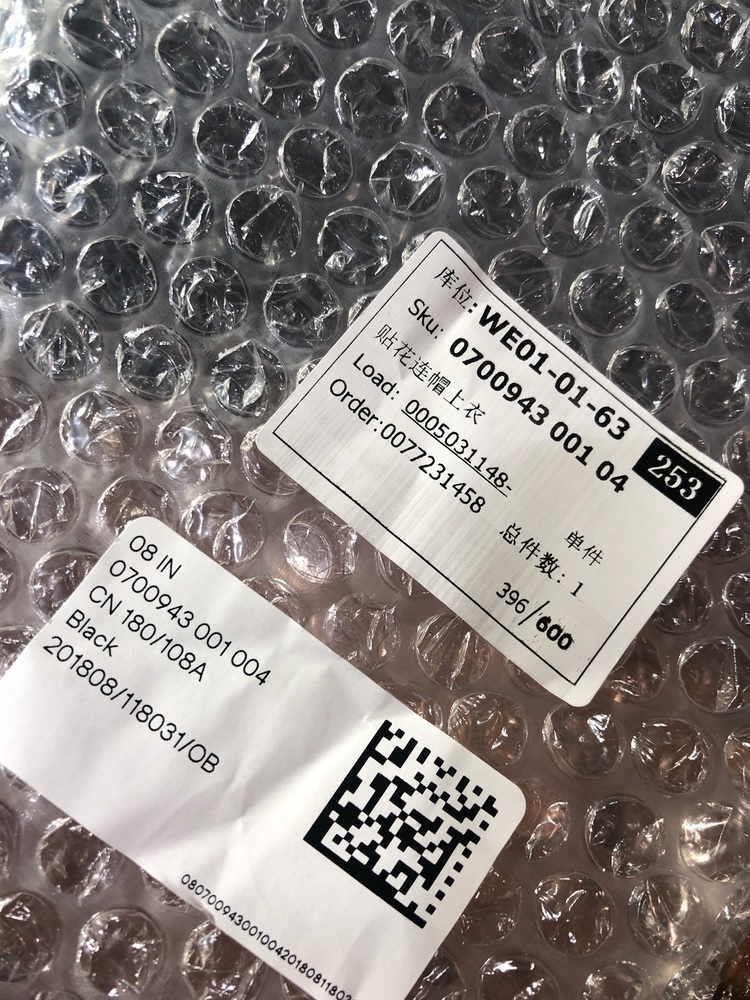 库位: WE01-01-63
Sku: 0700943 001 04
贴花连帽上衣
253
Load: 0005031148-
Order:0077231458
单件
总件数: 1
396/600
08 IN
0700943 001 004
CN 180/108A
Black
201808/118031/OB